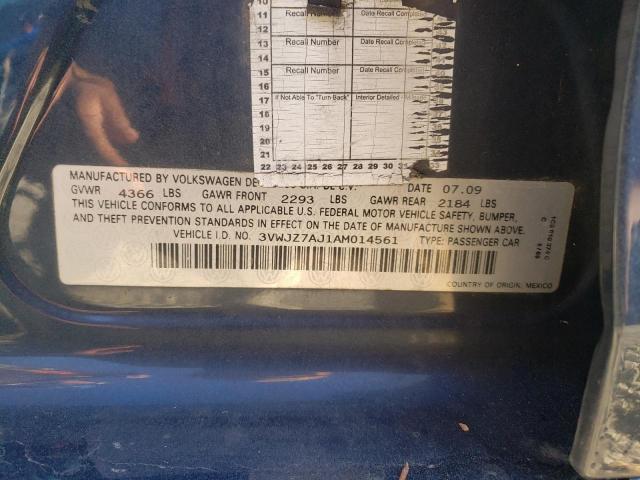 10
11 Recall Number Date Recall Completed
12
13 Recall Number Date Recall Comple
14
15 Recall Number Date Recall Completed
16
17 If Not Able To "Turn-Back" Interior Detailed
18
19
20
21
22 23 24 25 26 27 28 29 30 31
MANUFACTURED BY VOLKSWAGEN DE C.V. DATE 07.09
GVWR 4366 LBS GAWR FRONT 2293 LBS GAWR REAR 2184 LBS
THIS VEHICLE CONFORMS TO ALL APPLICABLE U.S. FEDERAL MOTOR VEHICLE SAFETY, BUMPER,
AND THEFT PREVENTION STANDARDS IN EFFECT ON THE DATE OF MANUFACTURE SHOWN ABOVE
VEHICLE I.D. NO. 3VWJZ7AJ1AM014561 TYPE: PASSENGER CAR
COUNTRY OF ORIGIN, MEXICO